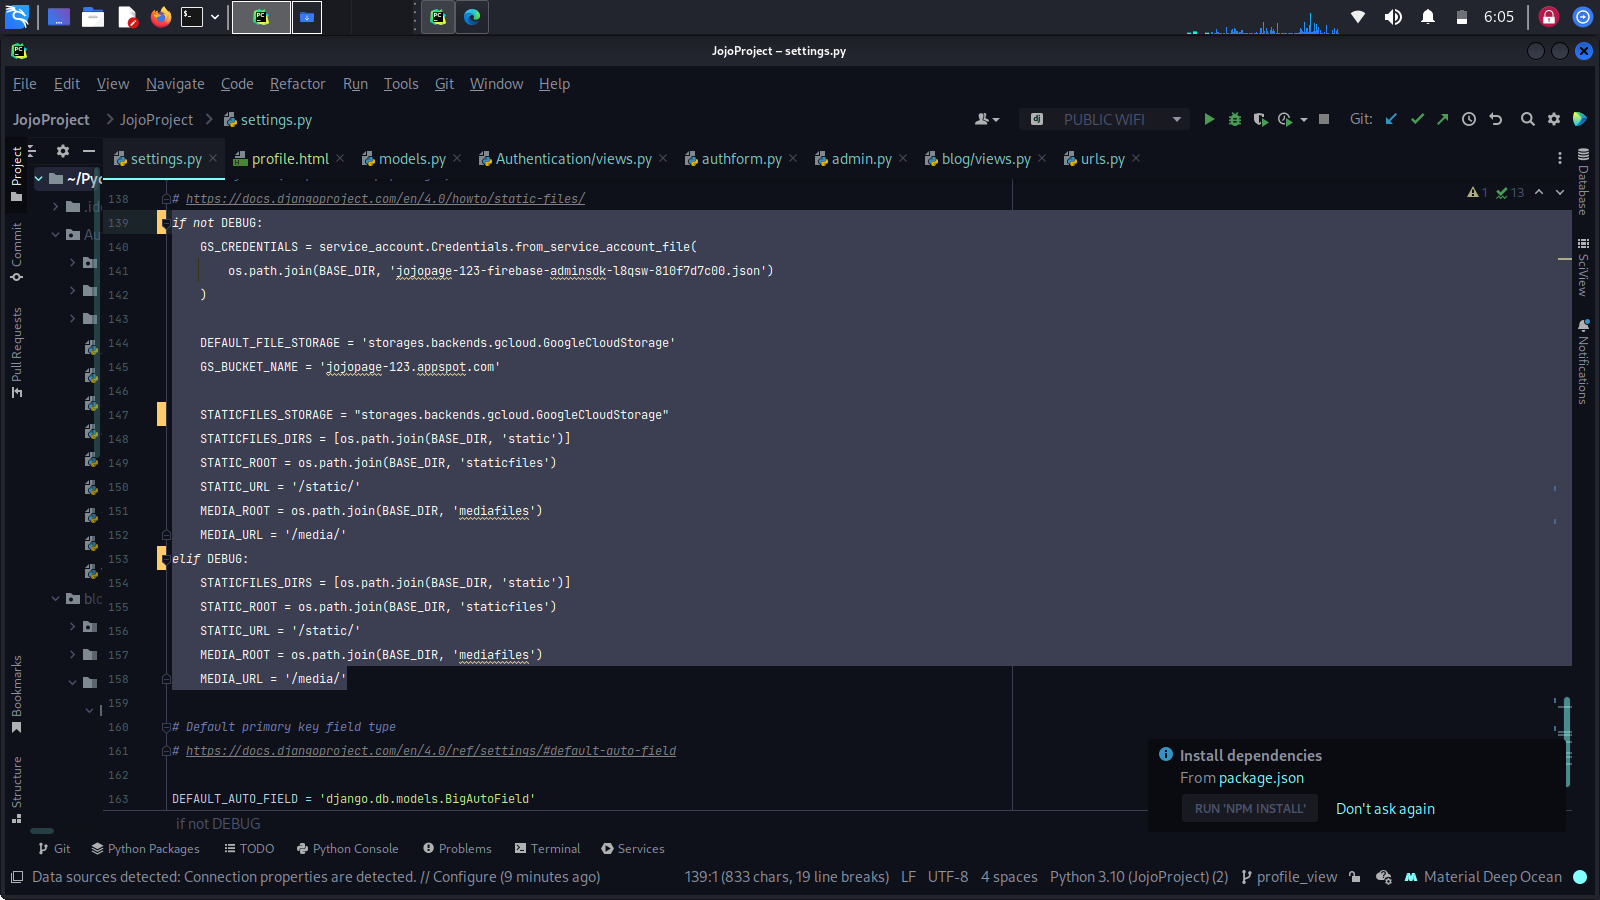 6:05
JojoProject – settings.py
File Edit View Navigate Code Refactor Run Tools Git Window Help
JojoProject JojoProject settings.py
PUBLIC WIFI
Git:
settings.py profile.html models.py Authentication/views.py authform.py admin.py blog/views.py urls.py
Project
Commit
Pull Requests
Bookmarks
Structure
~/Pyc
.id
Au
blo
138 # https://docs.djangoproject.com/en/4.0/howto/static-files/
139 if not DEBUG:
140 GS_CREDENTIALS = service_account.Credentials.from_service_account_file(
141 os.path.join(BASE_DIR, 'jojopage-123-firebase-adminsdk-l8qsw-810f7d7c00.json')
142 )
143
144 DEFAULT_FILE_STORAGE = 'storages.backends.gcloud.GoogleCloudStorage'
145 GS_BUCKET_NAME = 'jojopage-123.appspot.com'
146
147 STATICFILES_STORAGE = "storages.backends.gcloud.GoogleCloudStorage"
148 STATICFILES_DIRS = [os.path.join(BASE_DIR, 'static')]
149 STATIC_ROOT = os.path.join(BASE_DIR, 'staticfiles')
150 STATIC_URL = '/static/'
151 MEDIA_ROOT = os.path.join(BASE_DIR, 'mediafiles')
152 MEDIA_URL = '/media/'
153 elif DEBUG:
154 STATICFILES_DIRS = [os.path.join(BASE_DIR, 'static')]
155 STATIC_ROOT = os.path.join(BASE_DIR, 'staticfiles')
156 STATIC_URL = '/static/'
157 MEDIA_ROOT = os.path.join(BASE_DIR, 'mediafiles')
158 MEDIA_URL = '/media/'
159
160 # Default primary key field type
161 # https://docs.djangoproject.com/en/4.0/ref/settings/#default-auto-field
162
163 DEFAULT_AUTO_FIELD = 'django.db.models.BigAutoField'
if not DEBUG
1 13
Database
SciView
Notifications
Install dependencies
From package.json
RUN 'NPM INSTALL' Don't ask again
Git Python Packages TODO Python Console Problems Terminal Services
Data sources detected: Connection properties are detected. // Configure (9 minutes ago) 139:1 (833 chars, 19 line breaks) LF UTF-8 4 spaces Python 3.10 (JojoProject) (2) profile_view Material Deep Ocean